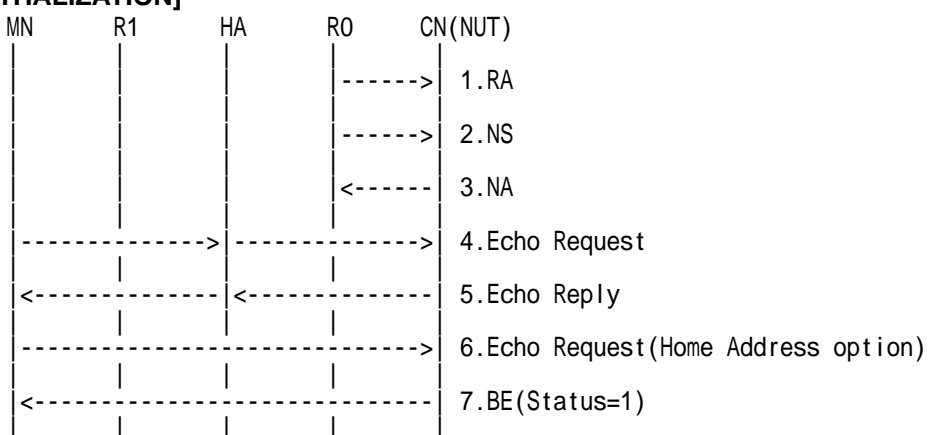 ITIALIZATION]
MN R1 HA R0 CN(NUT)
1.RA
2.NS
3.NA
4.Echo Request
5.Echo Reply
6.Echo Request(Home Address option)
7.BE(Status=1)